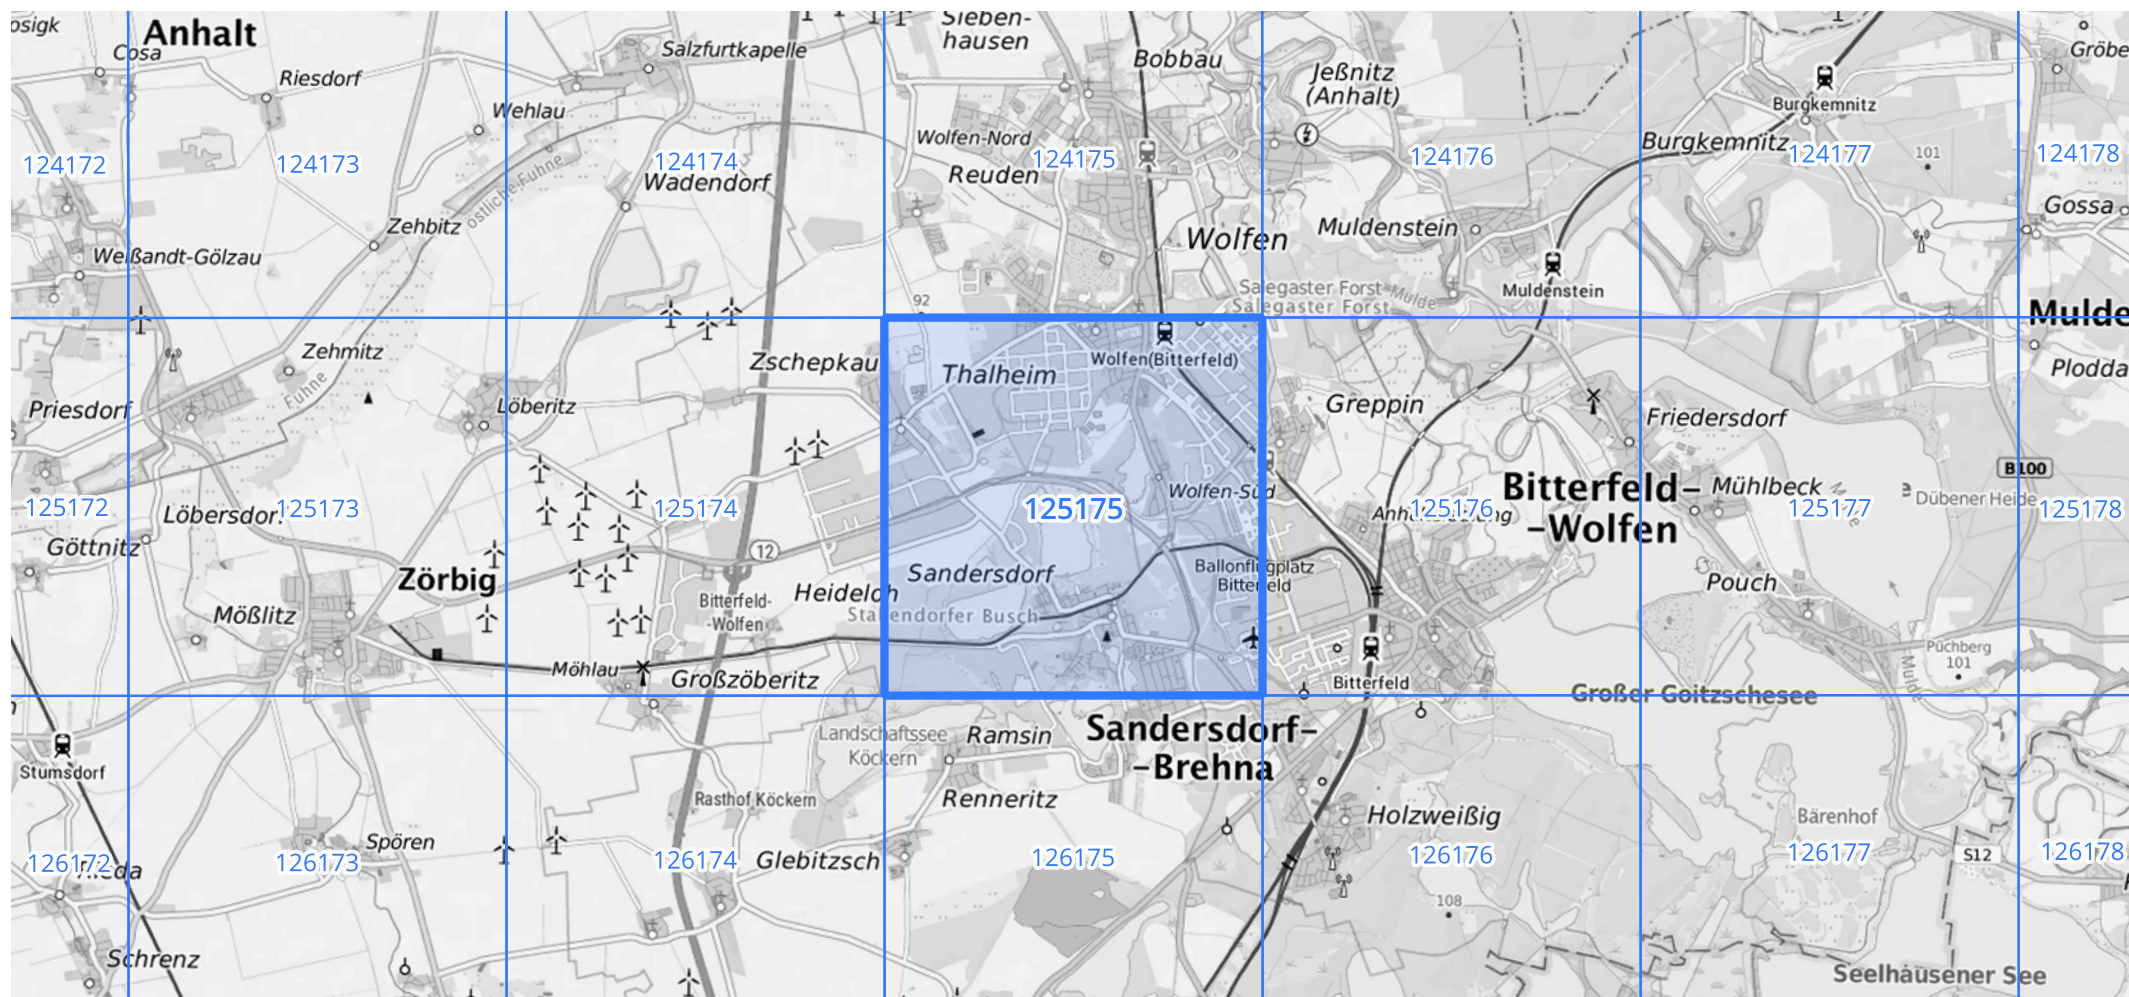 osigk
Anhalt
Cosa
Riesdorf
Salzfurtkapelle
Wehlau
Sieben-
hausen
Bobbau
Jeßnitz
(Anhalt)
Gröbe
Burgkemnitz
Burgkemnitz
Wolfen-Nord
Reuden
124172
124173
124174
124175
124176
124177
124178
101
östliche Fuhne
Wadendorf
Zehbitz
Weißandt-Gölzau
Wolfen
Muldenstein
Gossa
Muldenstein
Salegaster Forst
Salegaster Forst
Mulde
92
Mulde
Zehmitz
Fuhne
Zschepkau
Thalheim
Wolfen(Bitterfeld)
Plodda
Priesdorf
Löberitz
Greppin
Friedersdorf
B100
Bitterfeld-
-Wolfen
Mühlbeck
Dübener Heide
Wolfen-Süd
125172
125173
125174
125175
125176
125177
125178
Göttnitz
12
Zörbig
Sandersdorf
Ballonflugplatz
Bitterfeld
Pouch
Mößlitz
Bitterfeld-
-Wolfen
Püchberg
101
Mulde
Möhlau
Großzöberitz
Bitterfeld
Großer Goitzschesee
Stumsdorf
Landschaftssee
Köckern
Ramsin
Sandersdorf-
-Brehna
Rasthof Köckern
Renneritz
Holzweißig
Bärenhof
Spören
Glebitzsch
S12
126172
126173
126174
126175
126176
126177
126178
108
Schrenz
Seelhausener See